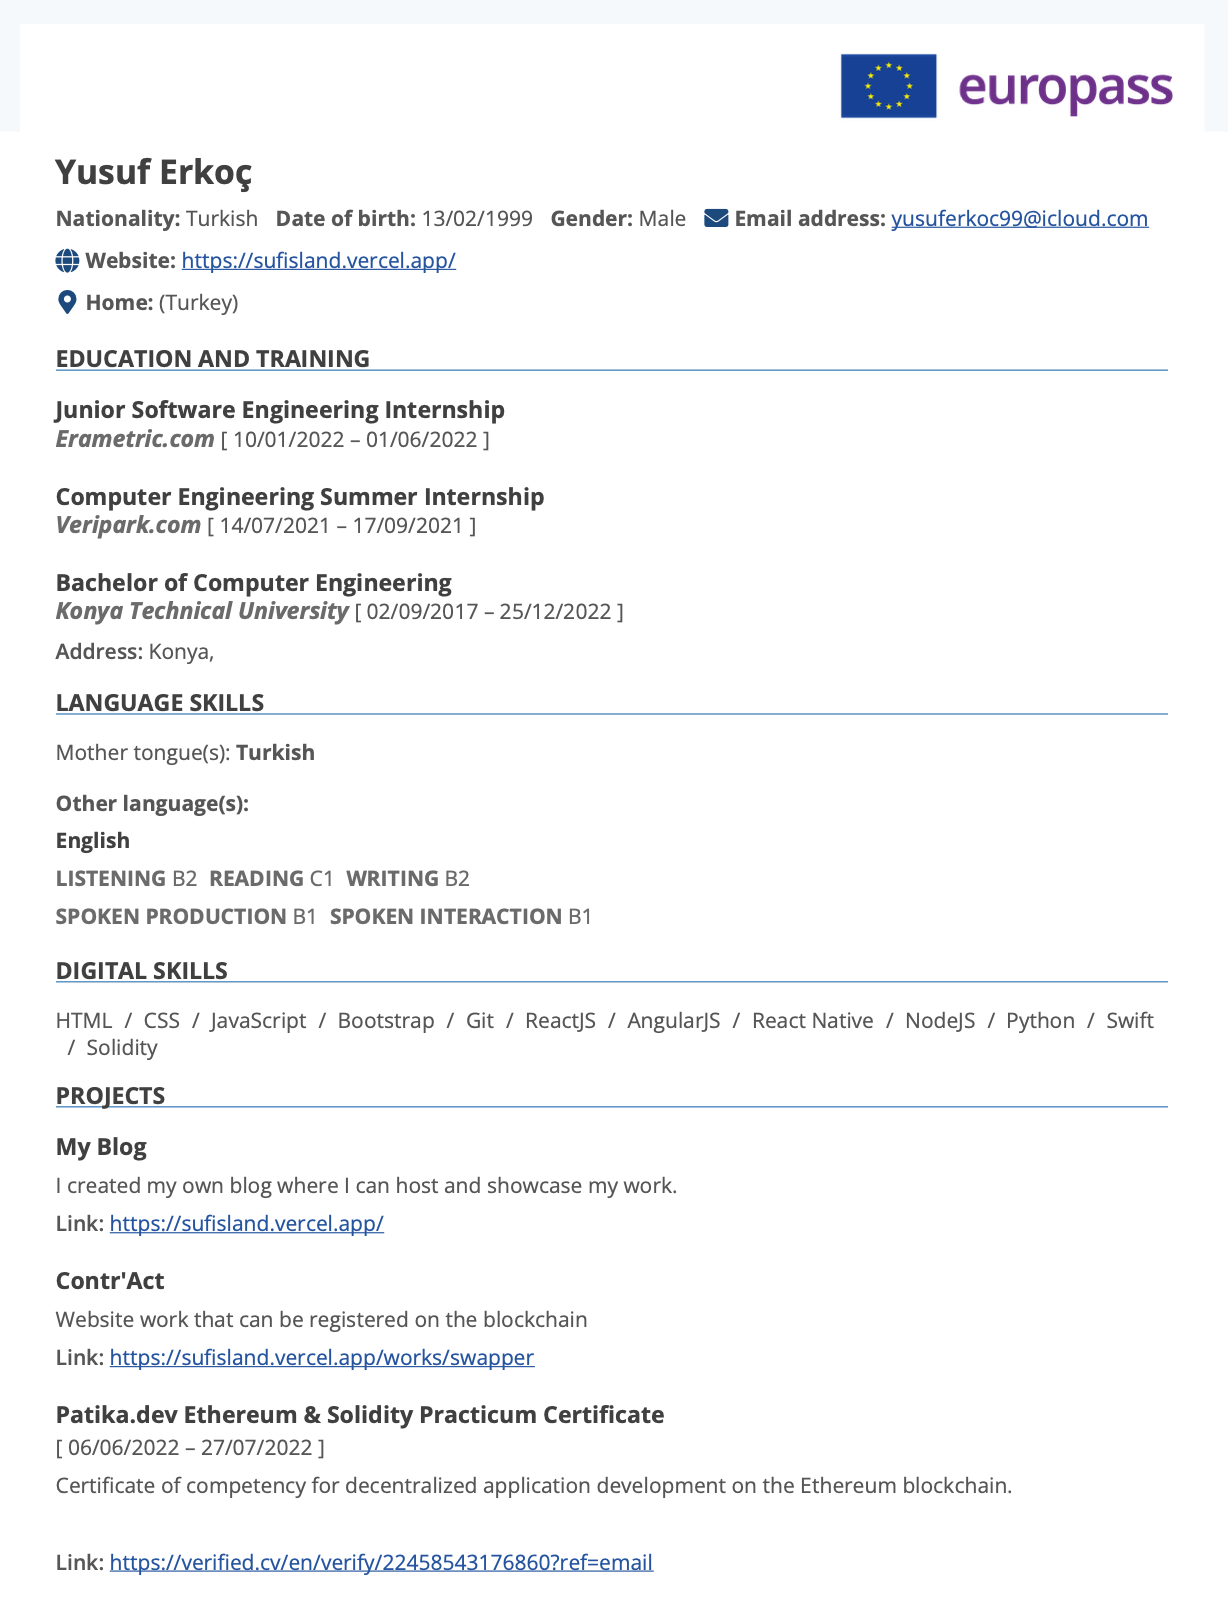 europass
Yusuf Erkoç
Nationality: Turkish Date of birth: 13/02/1999 Gender: Male Email address: yusuferkoc99@icloud.com
Website: https://sufisland.vercel.app/
Home: (Turkey)
EDUCATION AND TRAINING
Junior Software Engineering Internship
Erametric.com [ 10/01/2022 – 01/06/2022 ]
Computer Engineering Summer Internship
Veripark.com [ 14/07/2021 – 17/09/2021 ]
Bachelor of Computer Engineering
Konya Technical University [ 02/09/2017 – 25/12/2022 ]
Address: Konya,
LANGUAGE SKILLS
Mother tongue(s): Turkish
Other language(s):
English
LISTENING B2 READING C1 WRITING B2
SPOKEN PRODUCTION B1 SPOKEN INTERACTION B1
DIGITAL SKILLS
HTML / CSS / JavaScript / Bootstrap / Git / ReactJS / AngularJS / React Native / NodeJS / Python / Swift
/ Solidity
PROJECTS
My Blog
I created my own blog where I can host and showcase my work.
Link: https://sufisland.vercel.app/
Contr'Act
Website work that can be registered on the blockchain
Link: https://sufisland.vercel.app/works/swapper
Patika.dev Ethereum & Solidity Practicum Certificate
[ 06/06/2022 – 27/07/2022 ]
Certificate of competency for decentralized application development on the Ethereum blockchain.
Link: https://verified.cv/en/verify/22458543176860?ref=email